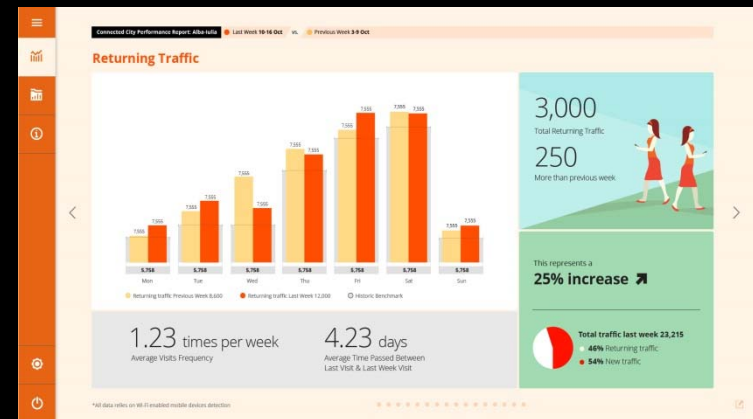 Connected City Performance Report: Alba-Iulia Last Week 10-16 Oct vs. Previous Week 3-9 Oct
Returning Traffic
7,555 7,555
7,555
7,555
7,555
7,555 7,555
7,555
7,555
7,555
7,555
7,555 7,555
5,758 5,758 5,758 5,758 5,758 5,758 5,758
Mon Tue Wed Thu Fri Sat Sun
Returning traffic Previous Week 8,600 Returning traffic Last Week 12,000 Historic Benchmark
3,000
Total Returning Traffic
250
More than previous week
This represents a
25% increase
1.23 times per week
Average Visits Frequency
4.23 days
Average Time Passed Between
Last Visit & Last Week Visit
Total traffic last week 23,215
46% Returning traffic
54% New traffic
*All data relies on Wi-Fi enabled mobile devices detection